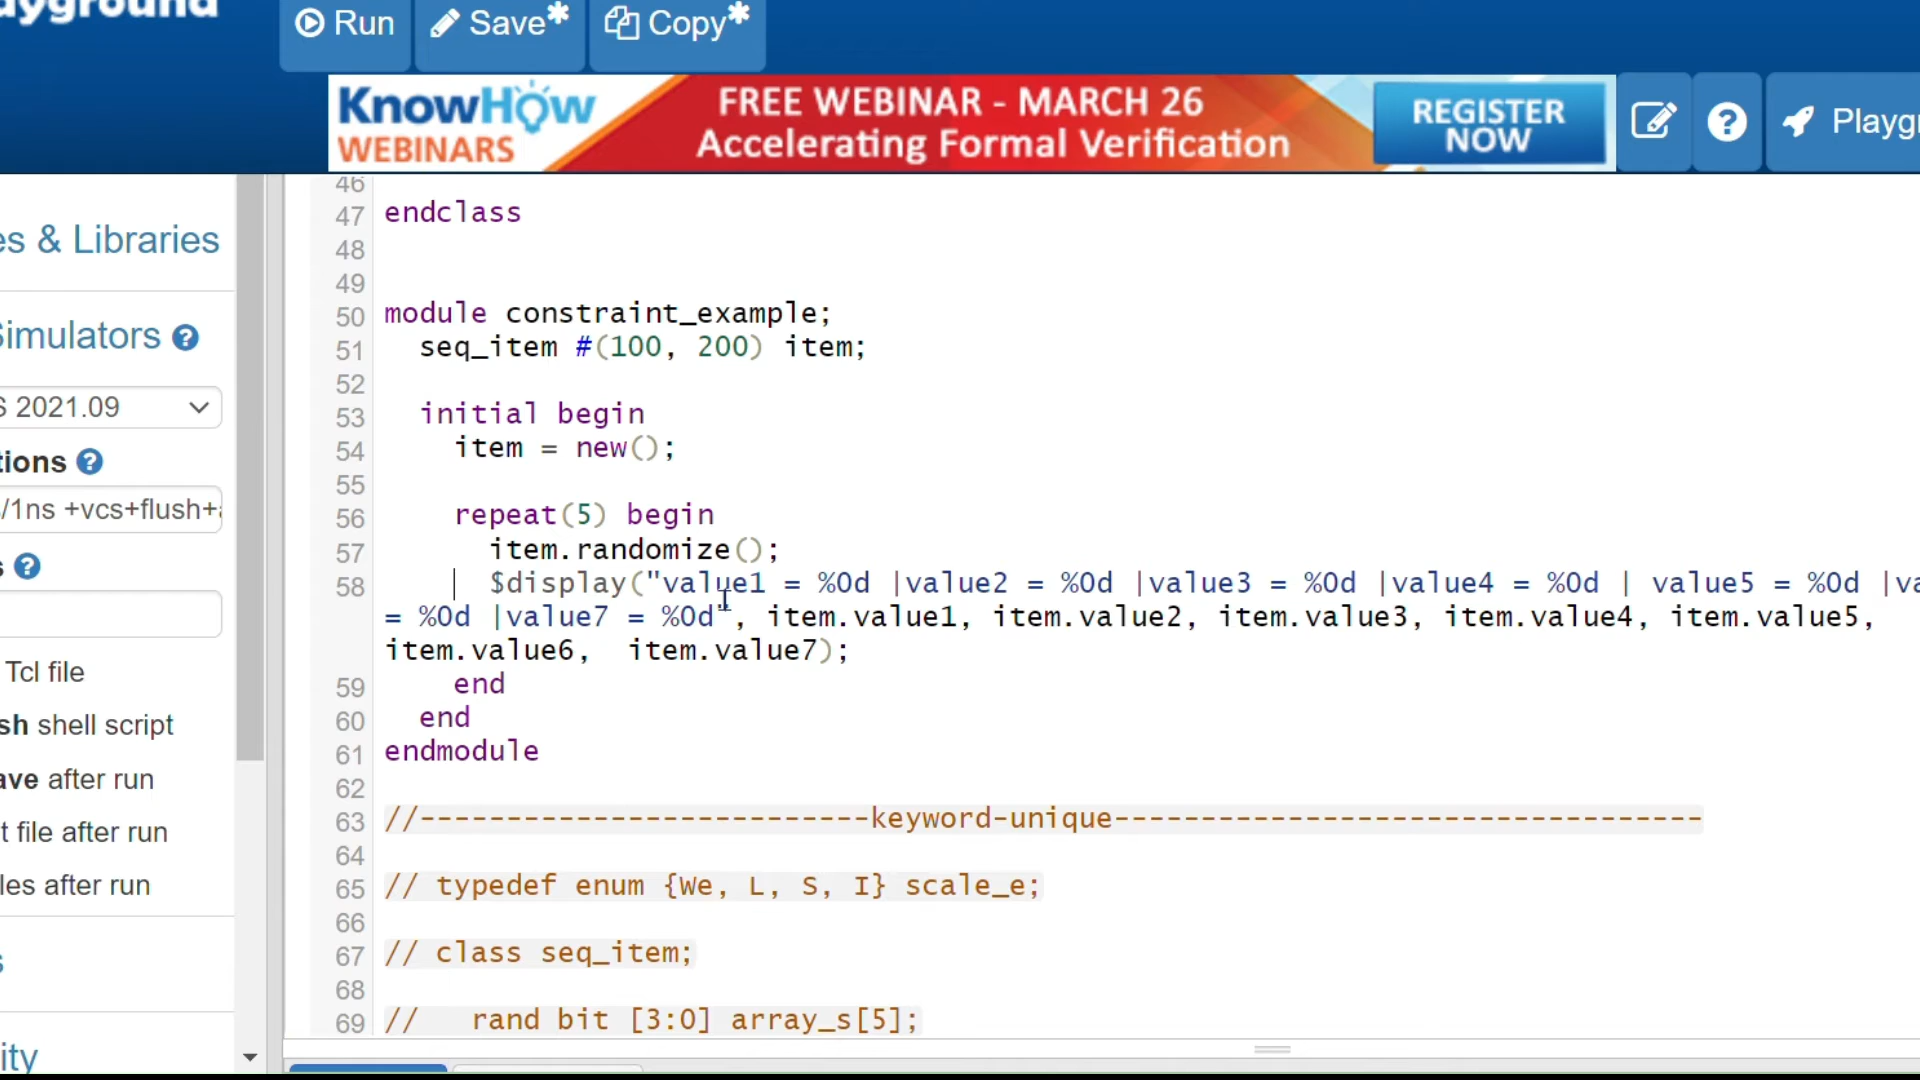 ayground
Run
Save*
Copy*
KnowHow
WEBINARS
FREE WEBINAR - MARCH 26
Accelerating Formal Verification
REGISTER
NOW
Playg
es & Libraries
Simulators
S 2021.09
tions
/1ns +vcs+flush+a
s
Tcl file
sh shell script
ave after run
t file after run
les after run
s
ity
46
47 endclass
48
49
50 module constraint_example;
51 seq_item #(100, 200) item;
52
53 initial begin
54 item = new();
55
56 repeat(5) begin
57 item.randomize();
58 $display("value1 = %0d |value2 = %0d |value3 = %0d |value4 = %0d | value5 = %0d |va
= %0d |value7 = %0d", item.value1, item.value2, item.value3, item.value4, item.value5,
item.value6,  item.value7);
59 end
60 end
61 endmodule
62
63 //--------------------------keyword-unique----------------------------------
64
65 // typedef enum {We, L, S, I} scale_e;
66
67 // class seq_item;
68
69 //   rand bit [3:0] array_s[5];